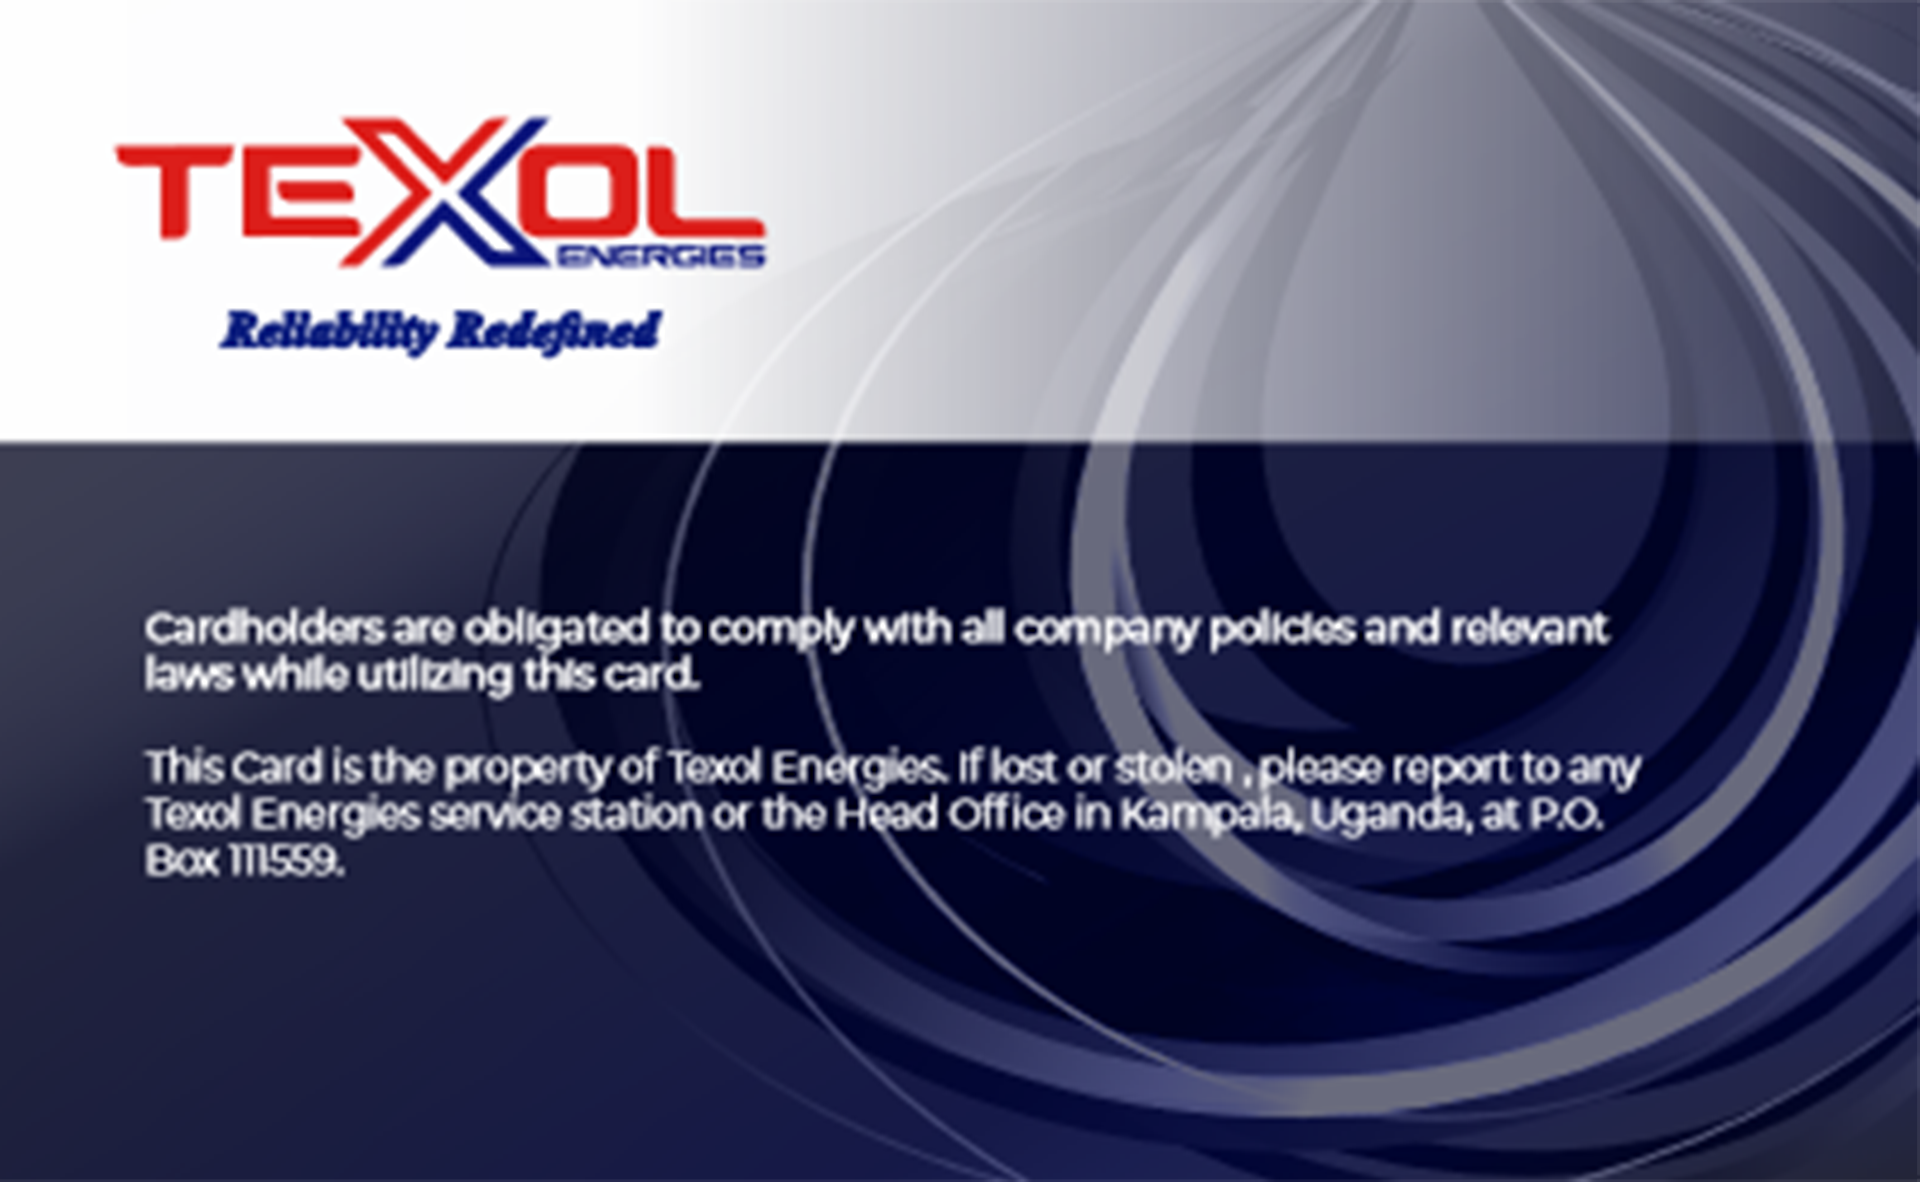 TEXOL
ENERGIES
Reliability Redefined
Cardholders are obligated to comply with all company policies and relevant
laws while utilizing this card.
This Card is the property of Texol Energies. If lost or stolen , please report to any
Texol Energies service station or the Head Office in Kampala, Uganda, at P.O.
Box 111559.